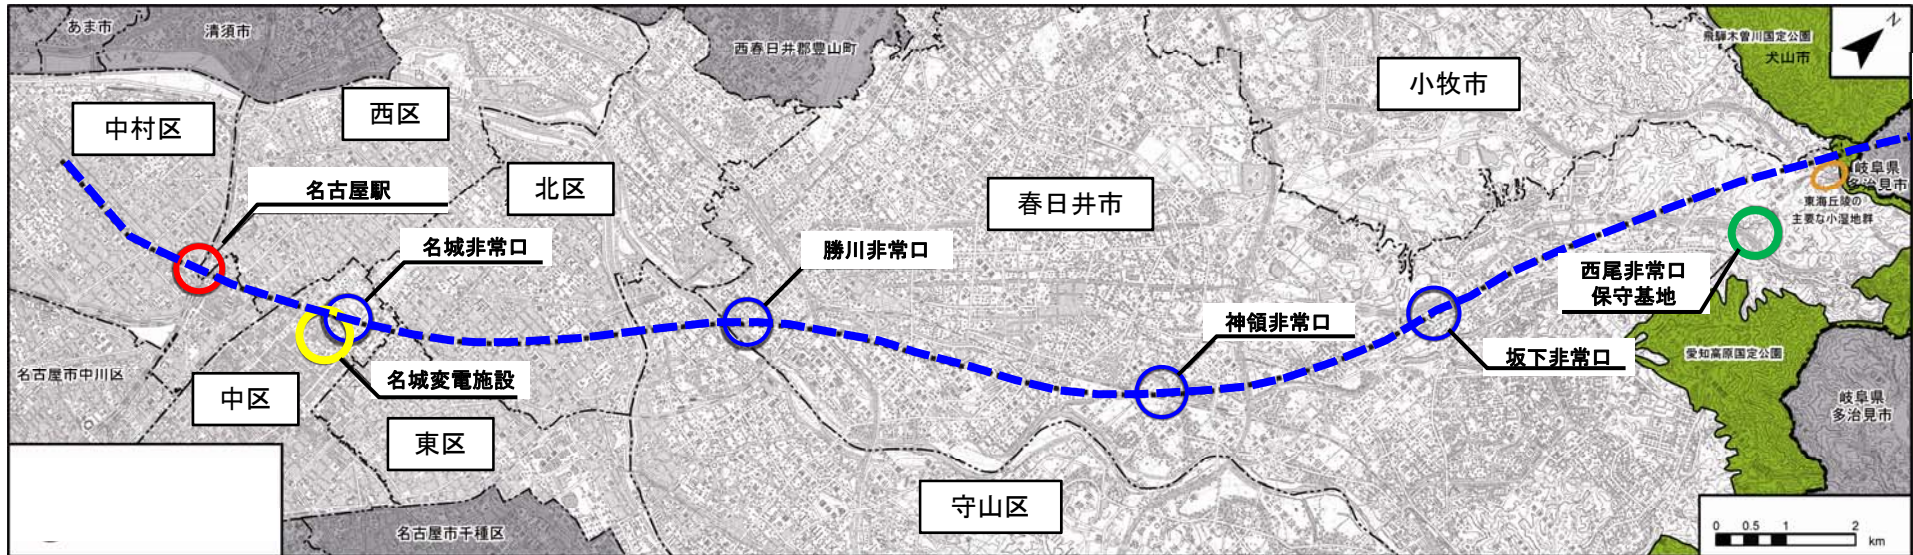 あま市
清須市
西春日井郡豊山町
飛騨木曽川国定公園
犬山市
N
中村区
西区
小牧市
名古屋駅
北区
春日井市
岐阜県
多治見市
東海丘陵の
主要な小湿地群
名城非常口
勝川非常口
西尾非常口
保守基地
神領非常口
坂下非常口
愛知高原国定公園
名古屋市中川区
名城変電施設
中区
東区
岐阜県
多治見市
守山区
名古屋市千種区
0 0.5 1 2
km